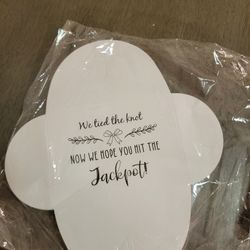 We tied the knot
NOW WE HOPE YOU HIT THE
Jackpot!